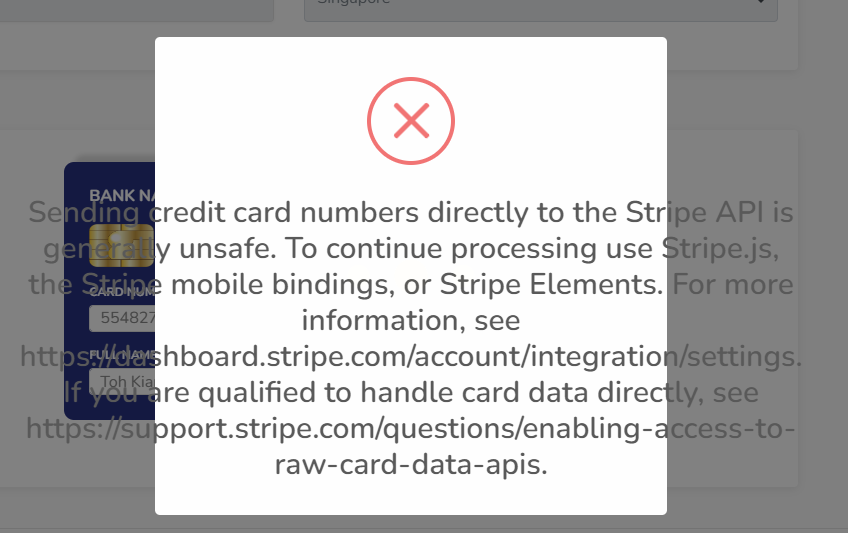 Singapore
BANK NA
Sending credit card numbers directly to the Stripe API is
generally unsafe. To continue processing use Stripe.js,
the Stripe mobile bindings, or Stripe Elements. For more
information, see
https://dashboard.stripe.com/account/integration/settings.
If you are qualified to handle card data directly, see
https://support.stripe.com/questions/enabling-access-to-
raw-card-data-apis.
CARD NUM
554827
FULL NAME
Toh Kia